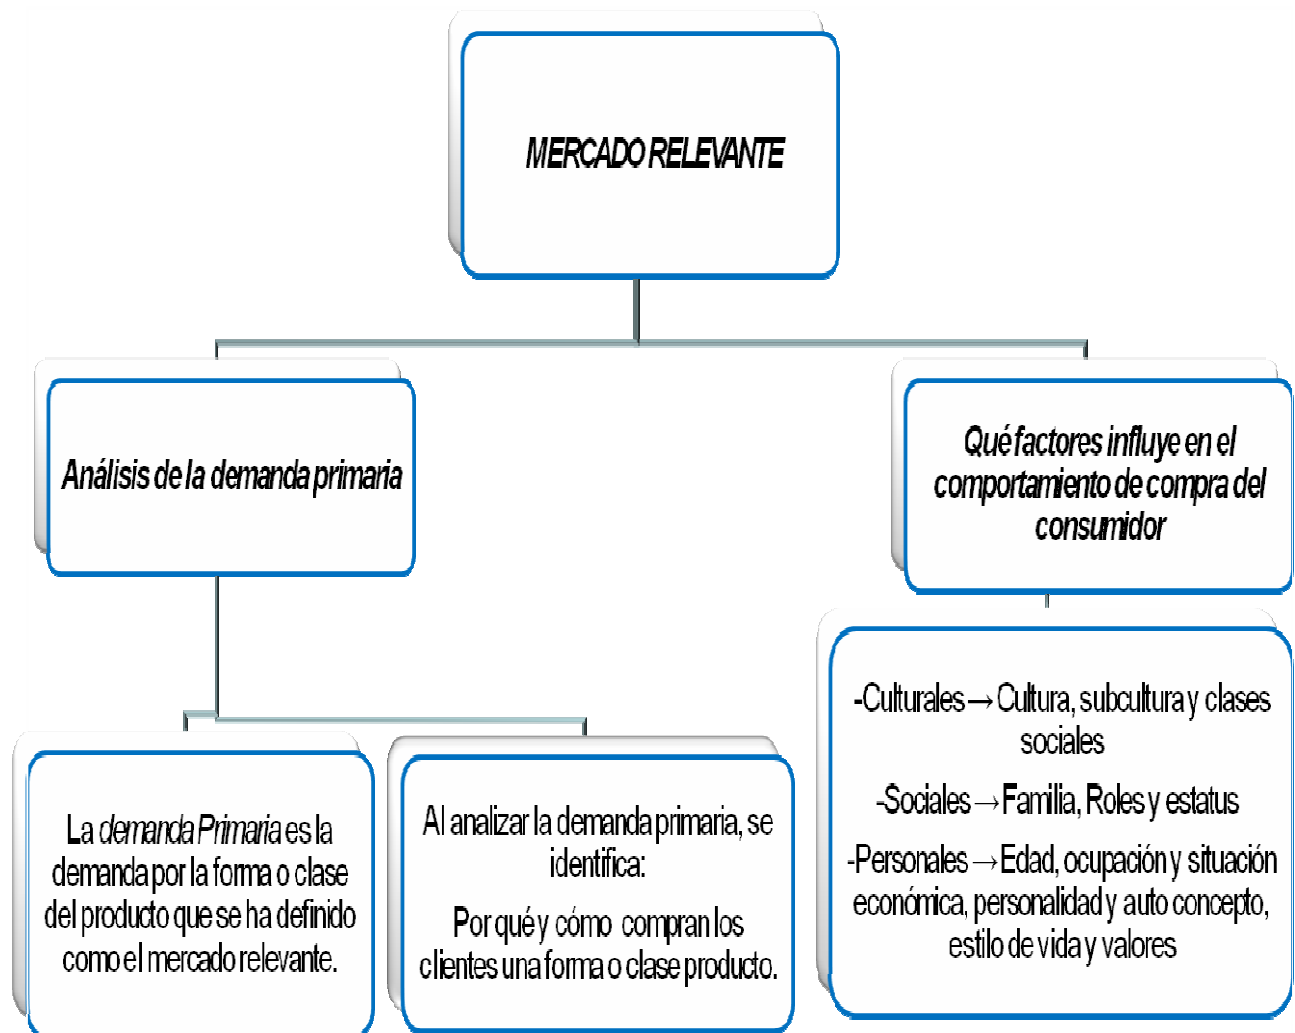 MERCADO RELEVANTE
Análisis de la demanda primaria
Qué factores influye en el
comportamiento de compra del
consumidor
La demanda Primaria es la
demanda por la forma o clase
del producto que se ha definido
como el mercado relevante.
Al analizar la demanda primaria, se
identifica:
Por qué y cómo compran los
clientes una forma o clase producto.
-Culturales → Cultura, subcultura y clases
sociales
-Sociales → Familia, Roles y estatus
-Personales → Edad, ocupación y situación
económica, personalidad y auto concepto,
estilo de vida y valores